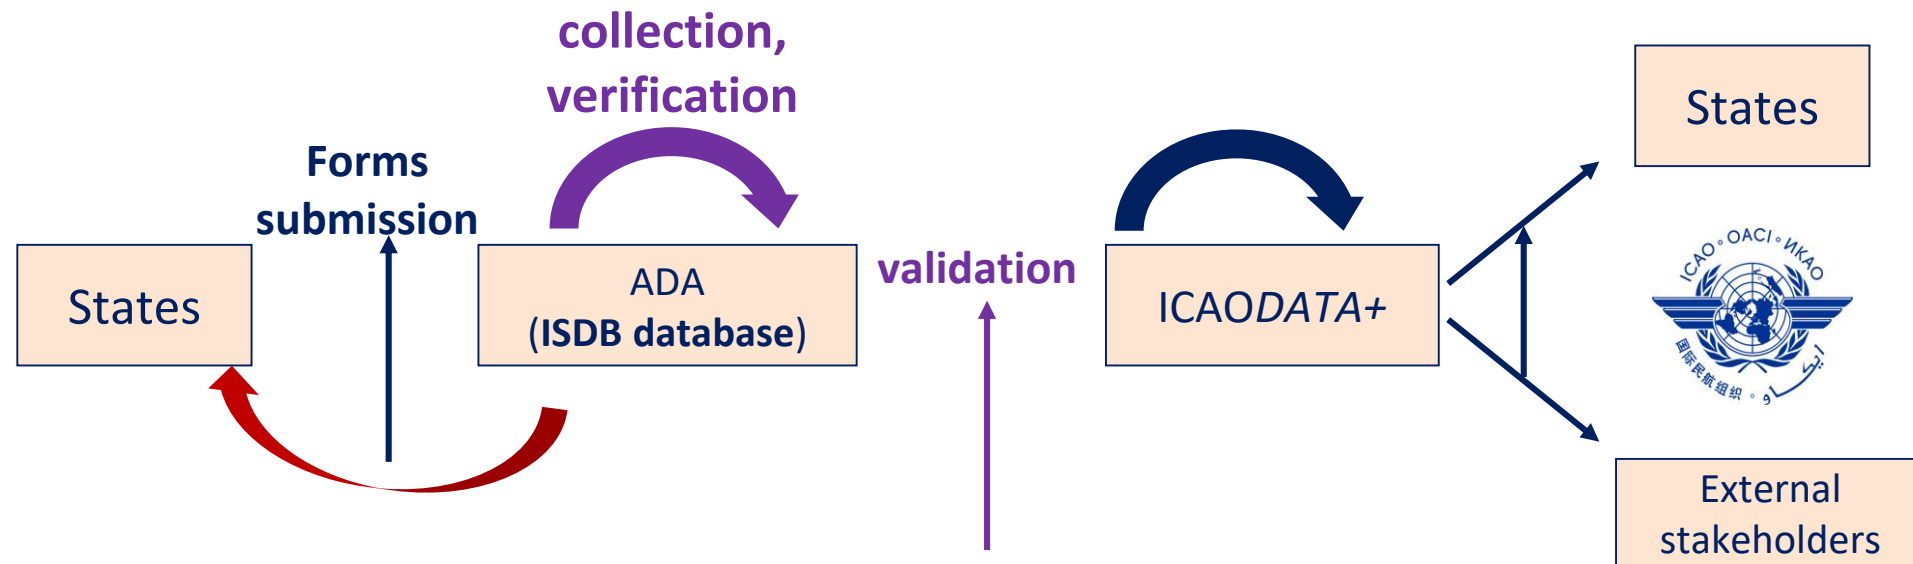 collection,
verification
Forms
submission
States
ADA
(ISDB database)
validation
ICAODATA+
States
ICAO ◦ OACI ◦ ИКАО
国际民航组织 ◦ ايكاو
External
stakeholders